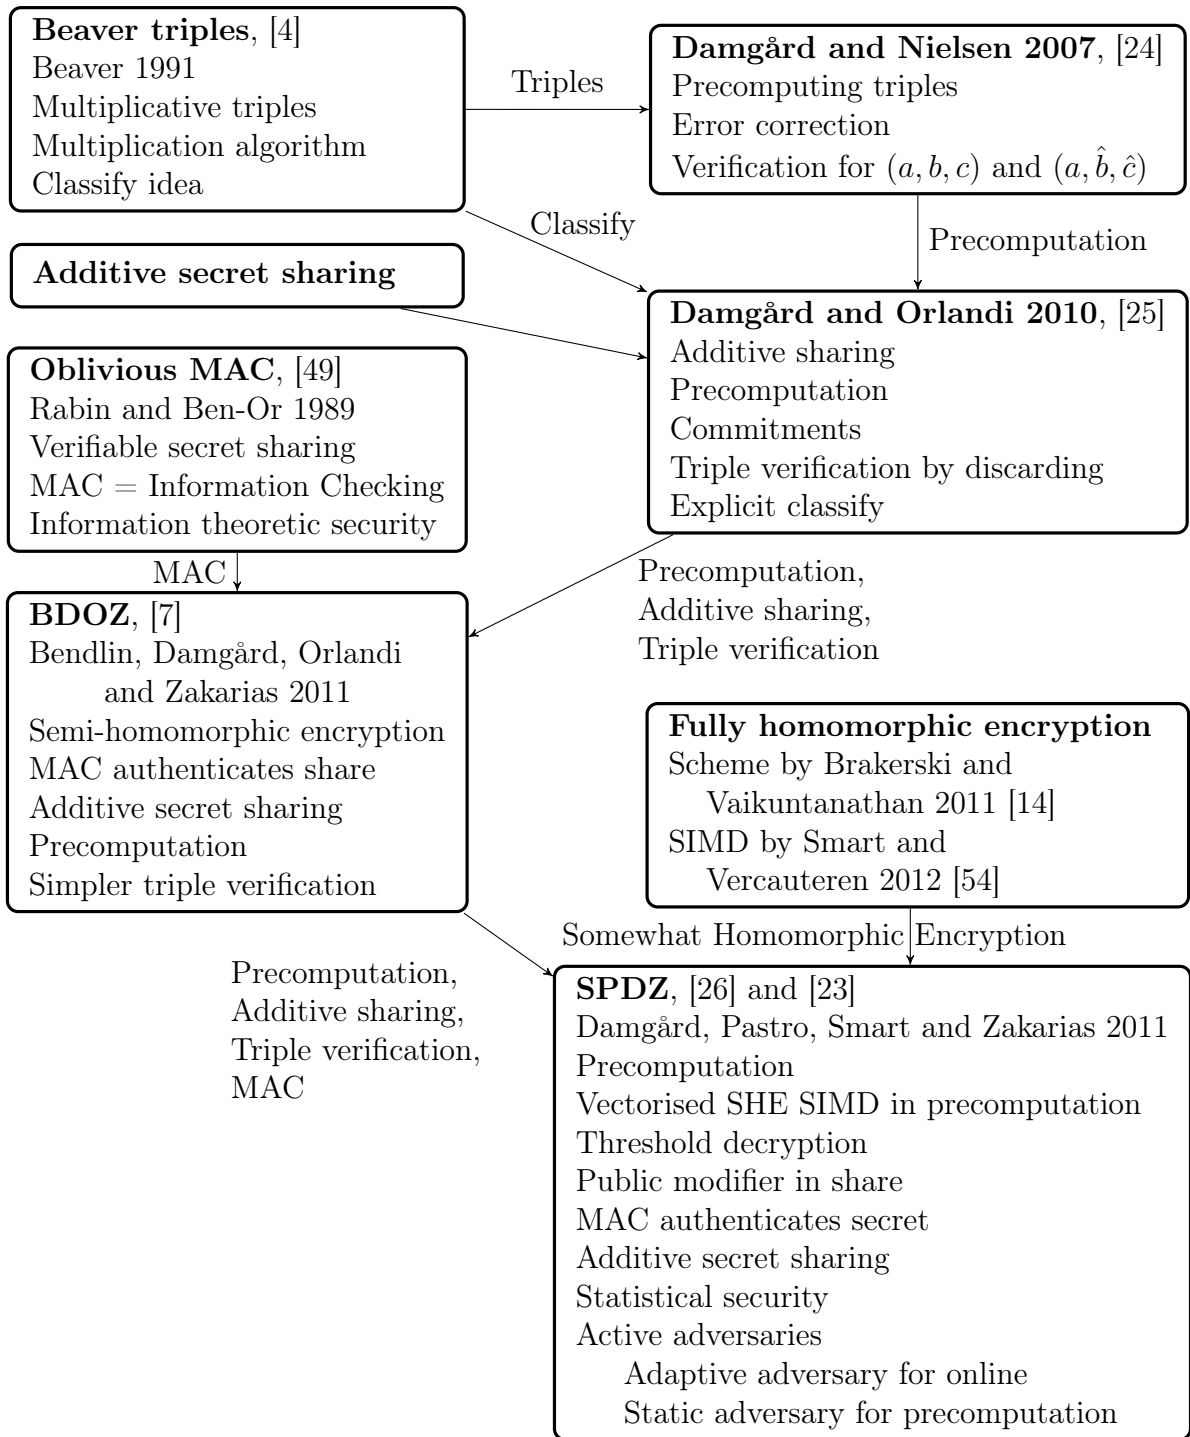 Beaver triples, [4]
Beaver 1991
Multiplicative triples
Multiplication algorithm
Classify idea
Triples
Damgård and Nielsen 2007, [24]
Precomputing triples
Error correction
Verification for (a, b, c) and (a, b̂, ĉ)
Classify
Precomputation
Additive secret sharing
Damgård and Orlandi 2010, [25]
Additive sharing
Precomputation
Commitments
Triple verification by discarding
Explicit classify
Oblivious MAC, [49]
Rabin and Ben-Or 1989
Verifiable secret sharing
MAC = Information Checking
Information theoretic security
MAC
Precomputation,
Additive sharing,
Triple verification
BDOZ, [7]
Bendlin, Damgård, Orlandi
and Zakarias 2011
Semi-homomorphic encryption
MAC authenticates share
Additive secret sharing
Precomputation
Simpler triple verification
Fully homomorphic encryption
Scheme by Brakerski and
Vaikuntanathan 2011 [14]
SIMD by Smart and
Vercauteren 2012 [54]
Somewhat Homomorphic Encryption
Precomputation,
Additive sharing,
Triple verification,
MAC
SPDZ, [26] and [23]
Damgård, Pastro, Smart and Zakarias 2011
Precomputation
Vectorised SHE SIMD in precomputation
Threshold decryption
Public modifier in share
MAC authenticates secret
Additive secret sharing
Statistical security
Active adversaries
Adaptive adversary for online
Static adversary for precomputation